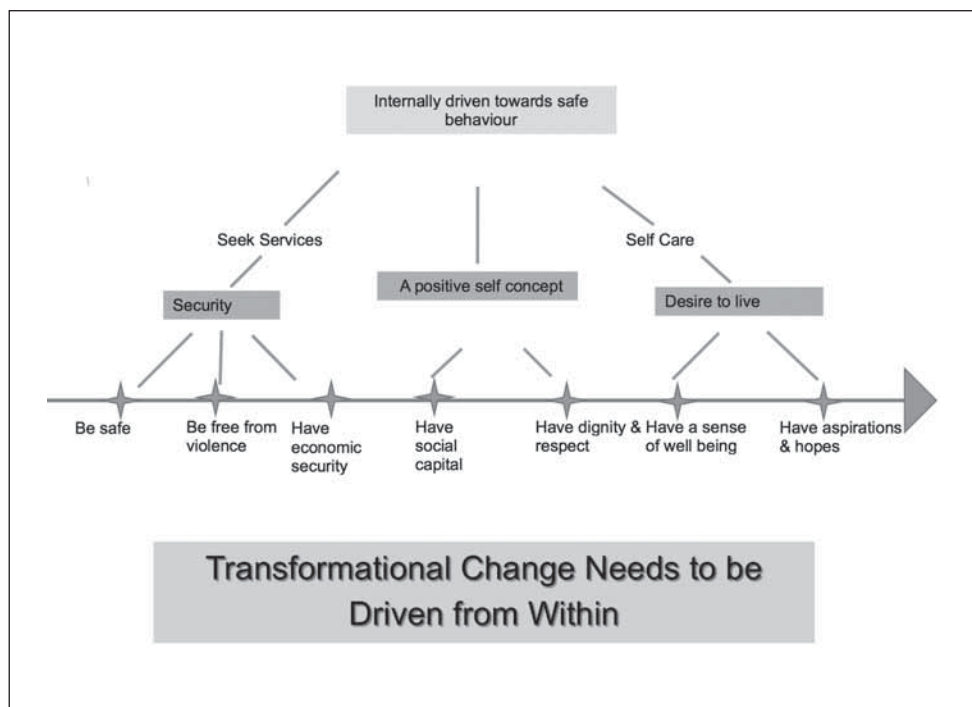 Internally driven towards safe
behaviour
Seek Services
Self Care
Security
A positive self concept
Desire to live
Be safe
Be free from
violence
Have
economic
security
Have
social
capital
Have dignity &
respect
Have a sense
of well being
Have aspirations
& hopes
Transformational Change Needs to be
Driven from Within